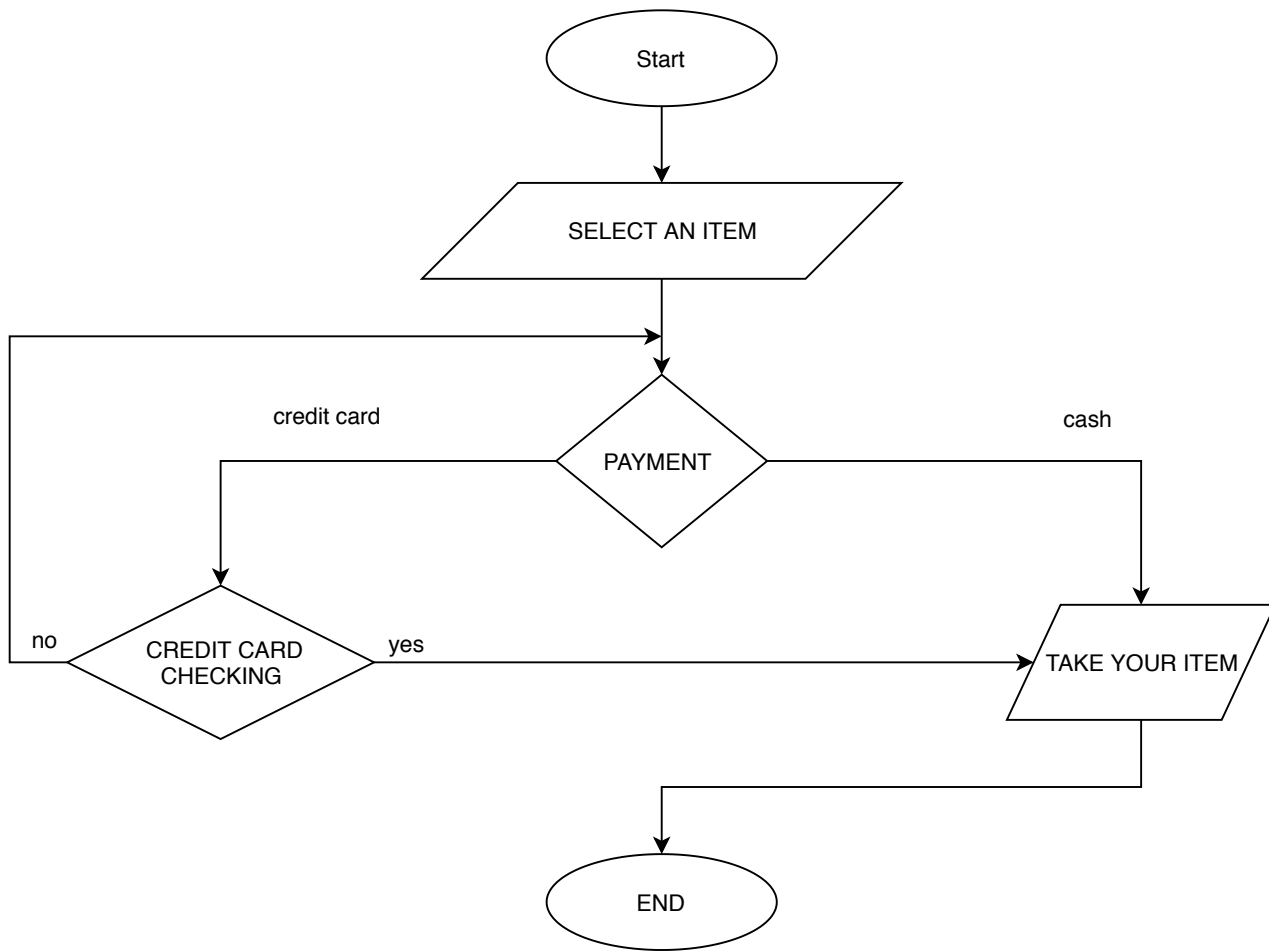 Start
SELECT AN ITEM
credit card
cash
PAYMENT
no
CREDIT CARD
CHECKING
yes
TAKE YOUR ITEM
END